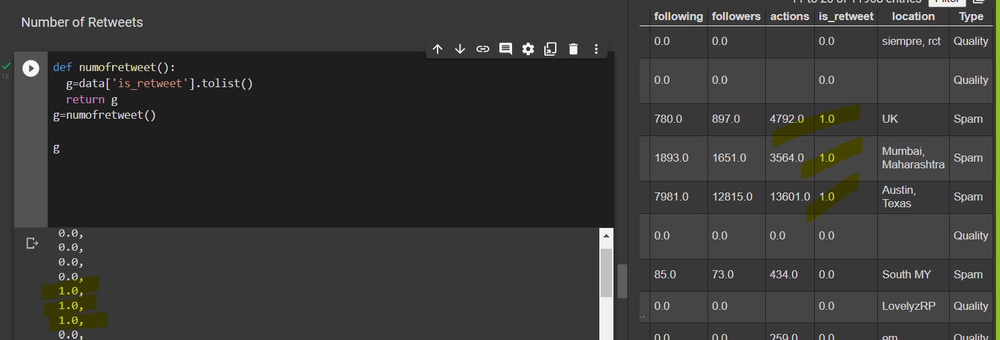 Number of Retweets
1s
def numofretweet():
g=data['is_retweet'].tolist()
return g
g=numofretweet()
g
0.0,
0.0,
0.0,
0.0,
1.0,
1.0,
1.0,
0.0,
following followers actions is_retweet location Type
0.0 0.0 0.0 siempre, rct Quality
0.0 0.0 0.0 Quality
780.0 897.0 4792.0 1.0 UK Spam
1893.0 1651.0 3564.0 1.0 Mumbai, Maharashtra Spam
7981.0 12815.0 13601.0 1.0 Austin, Texas Spam
0.0 0.0 0.0 0.0 Quality
85.0 73.0 434.0 0.0 South MY Spam
0.0 0.0 0.0 LovelyzRP Quality
0.0 0.0 259.0 0.0 em Quality